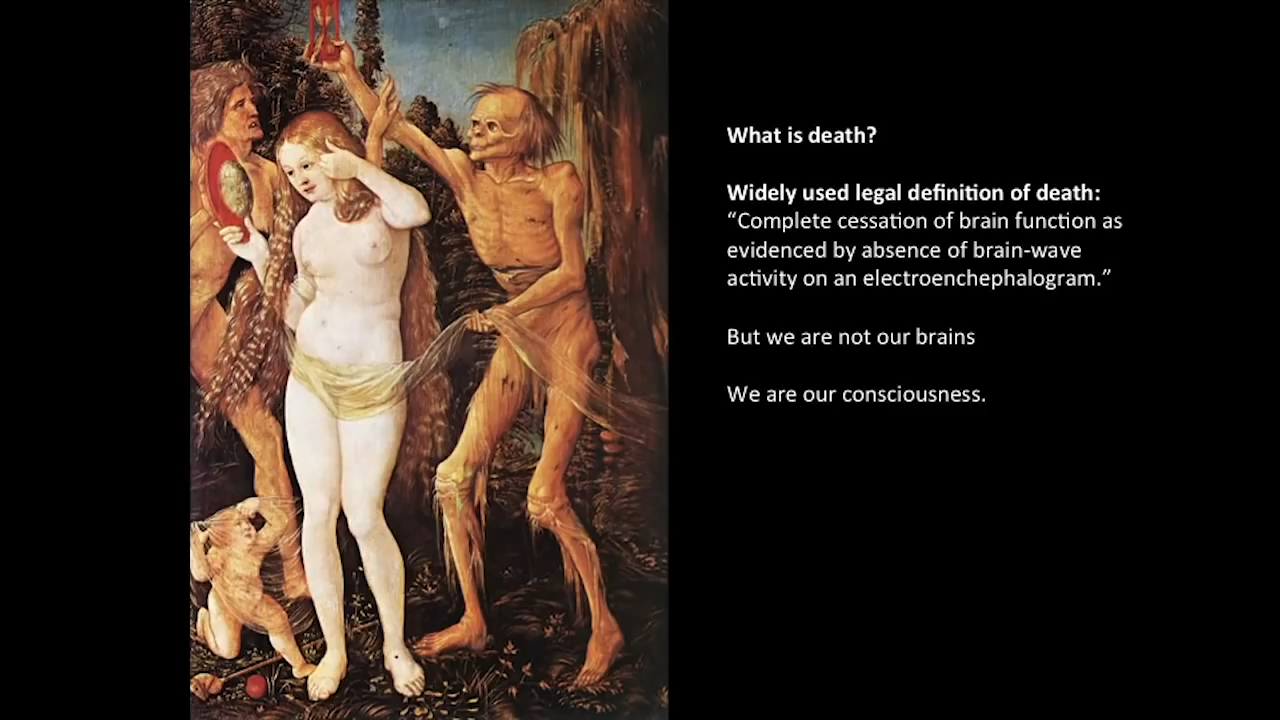 What is death?
Widely used legal definition of death:
“Complete cessation of brain function as
evidenced by absence of brain-wave
activity on an electroenchephalogram.”
But we are not our brains
We are our consciousness.